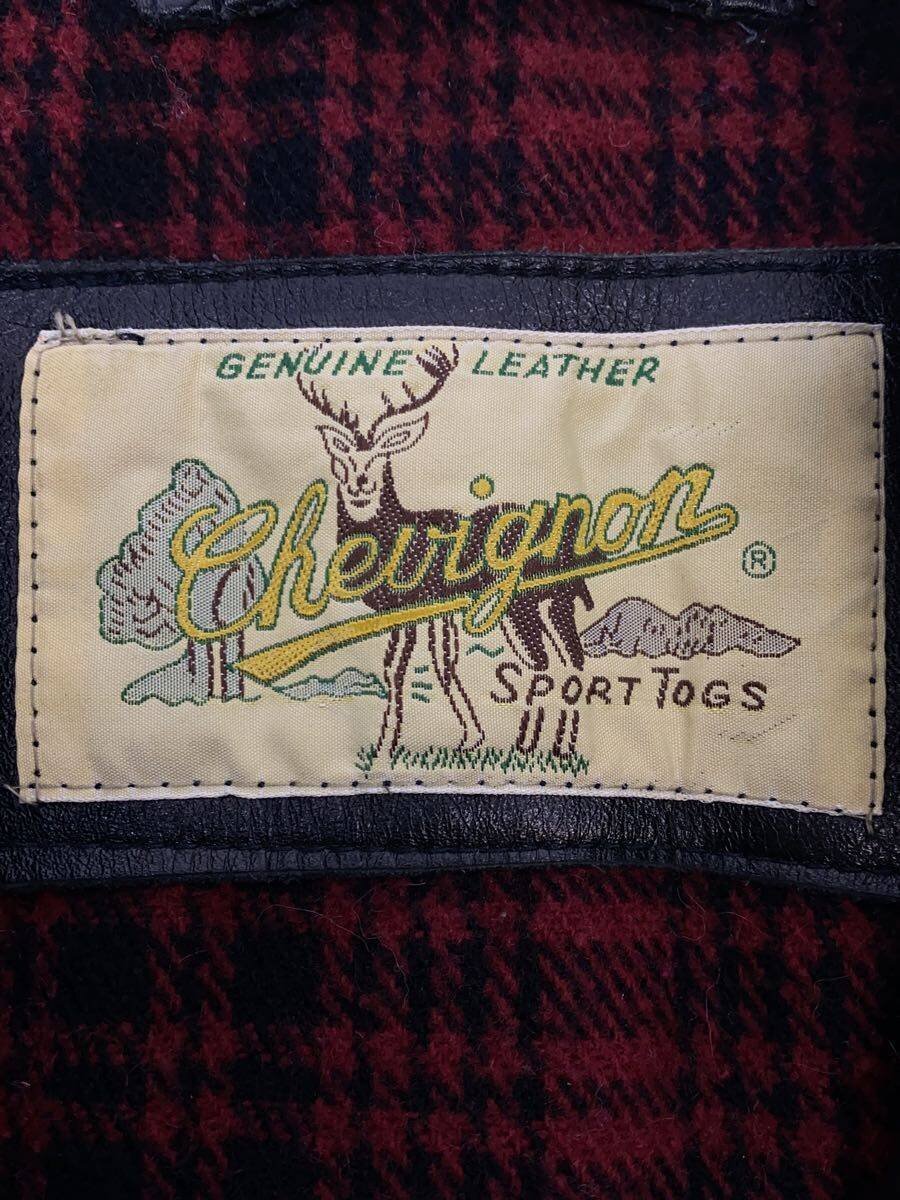 GENUINE LEATHER
Chevignon
®
SPORT TOGS